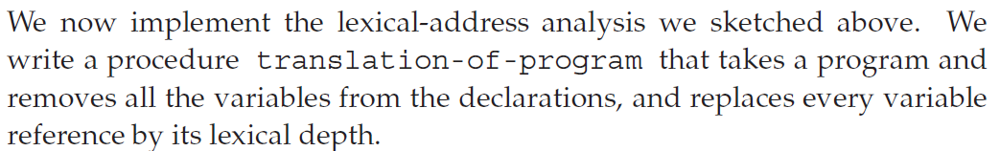 We now implement the lexical-address analysis we sketched above. We
write a procedure translation-of-program that takes a program and
removes all the variables from the declarations, and replaces every variable
reference by its lexical depth.